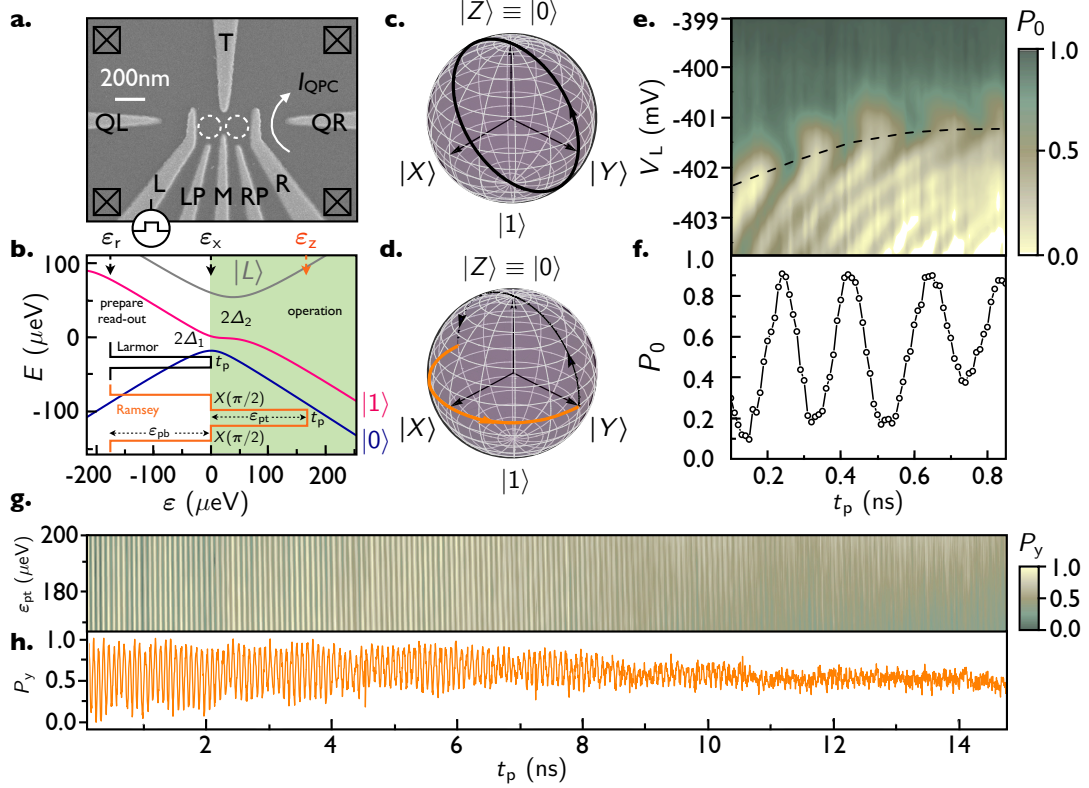 a.
T
200nm
I_QPC
QL
QR
L
LP
M
RP
R
b.
ε_r
ε_x
ε_z
100
0
-100
E (μeV)
|L⟩
prepare
read-out
operation
2Δ_2
2Δ_1
Larmor
t_p
X(π/2)
Ramsey
ε_pt
t_p
ε_pb
X(π/2)
|1⟩
|0⟩
-200
-100
0
100
200
ε (μeV)
c.
|Z⟩ ≡ |0⟩
|X⟩
|Y⟩
|1⟩
d.
|Z⟩ ≡ |0⟩
|X⟩
|Y⟩
|1⟩
e.
-399
-400
-401
-402
-403
V_L (mV)
P_0
1.0
0.5
0.0
f.
1.0
0.8
0.6
0.4
0.2
0.0
P_0
0.2
0.4
0.6
0.8
t_p (ns)
g.
200
180
ε_pt (μeV)
P_y
1.0
0.5
0.0
h.
1.0
0.5
0.0
P_y
2
4
6
8
10
12
14
t_p (ns)